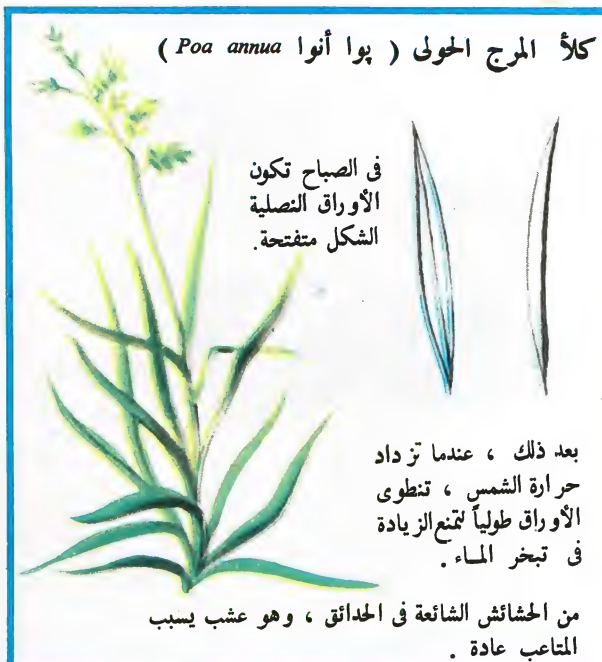 كلأ المرج الحولى ( پوا أنوا Poa annua )
فى الصباح تكون
الأوراق النصلية
الشكل متفتحة.
بعد ذلك ، عندما تزداد
حرارة الشمس ، تنطوى
الأوراق طولياً لتمنع الزيادة
فى تبخر المـاء .
من الحشائش الشائعة فى الحدائق ، وهو عشب يسبب
المتاعب عادة .